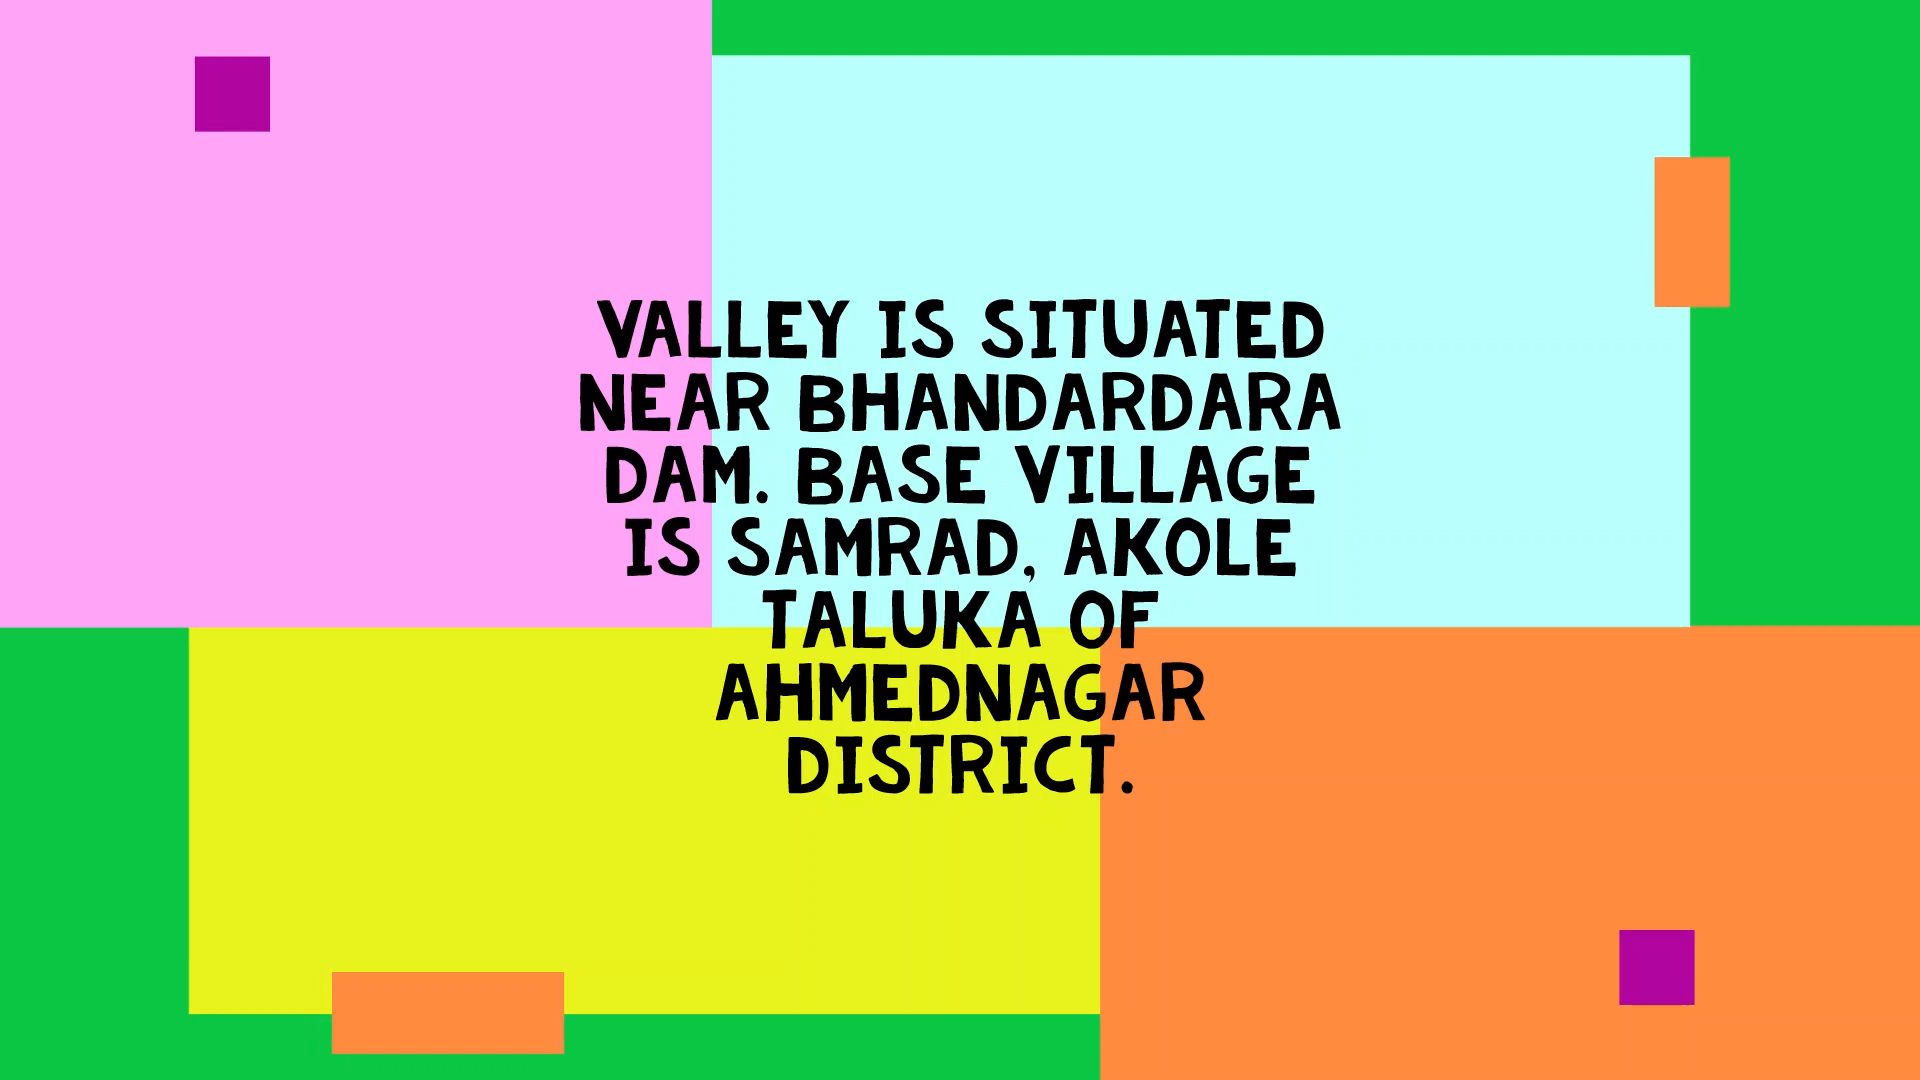 VALLEY IS SITUATED
NEAR BHANDARDARA
DAM. BASE VILLAGE
IS SAMRAD, AKOLE
TALUKA OF
AHMEDNAGAR
DISTRICT.